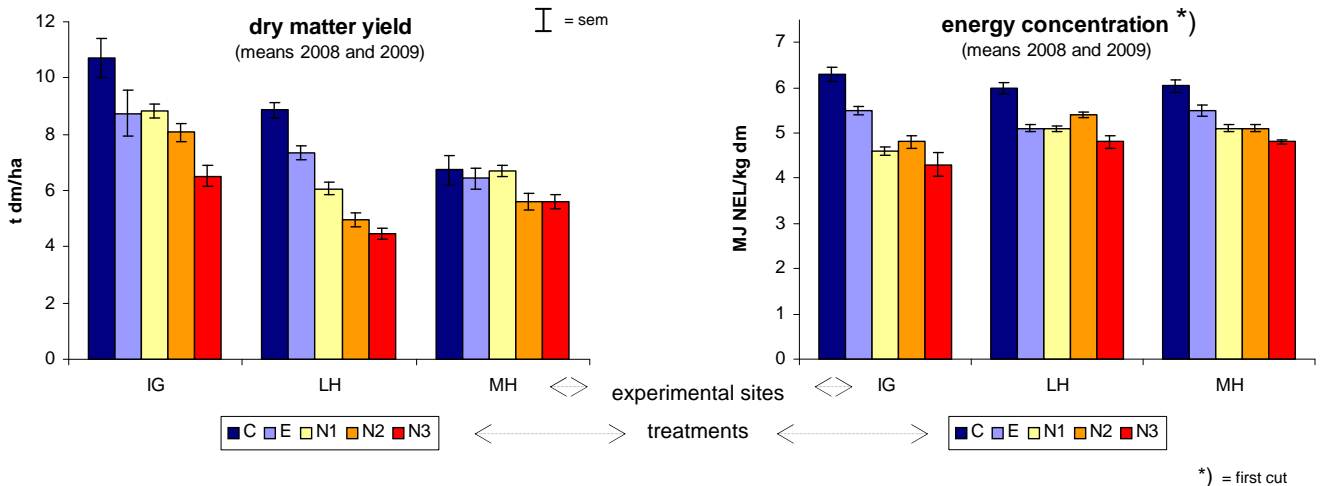 dry matter yield
(means 2008 and 2009)
= sem
t dm/ha
12
10
8
6
4
2
0
IG LH MH
C E N1 N2 N3
energy concentration *)
(means 2008 and 2009)
MJ NEL/kg dm
7
6
5
4
3
2
1
0
IG LH MH
experimental sites
treatments
C E N1 N2 N3
*) = first cut